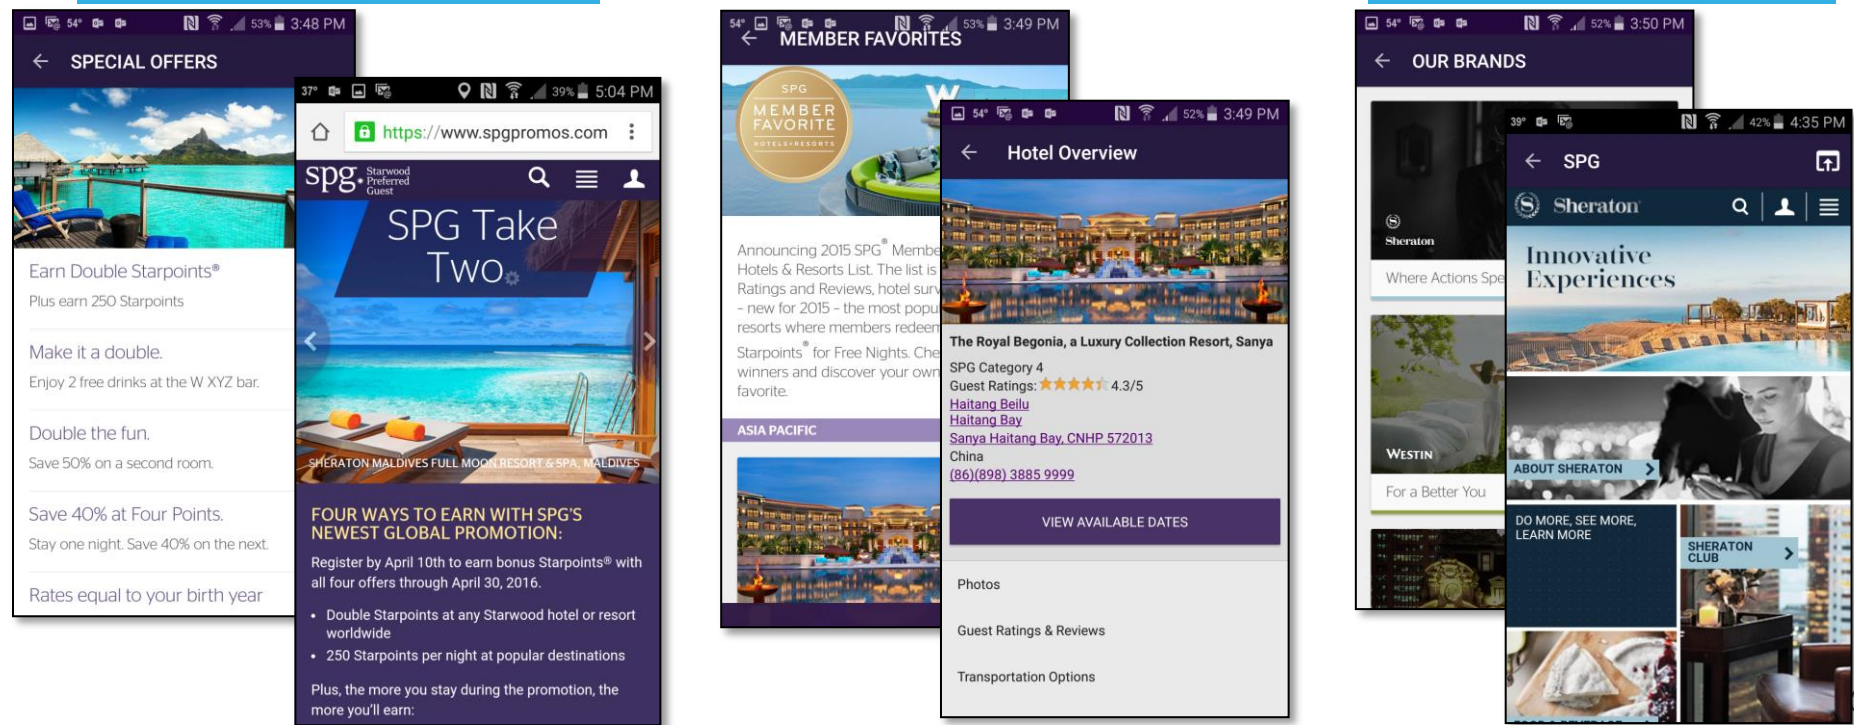 54° 53% 3:48 PM
SPECIAL OFFERS
Earn Double Starpoints®
Plus earn 250 Starpoints
Make it a double.
Enjoy 2 free drinks at the W XYZ bar.
Double the fun.
Save 50% on a second room.
Save 40% at Four Points.
Stay one night. Save 40% on the next.
Rates equal to your birth year
37° 39% 5:04 PM
https://www.spgpromos.com
spg. Starwood
Preferred
Guest
SPG Take
Two
SHERATON MALDIVES FULL MOON RESORT & SPA, MALDIVES
FOUR WAYS TO EARN WITH SPG'S
NEWEST GLOBAL PROMOTION:
Register by April 10th to earn bonus Starpoints® with
all four offers through April 30, 2016.
• Double Starpoints at any Starwood hotel or resort
worldwide
• 250 Starpoints per night at popular destinations
Plus, the more you stay during the promotion, the
more you'll earn:
54° 53% 3:49 PM
MEMBER FAVORITES
SPG
MEMBER
FAVORITE
HOTELS+RESORTS
W
Announcing 2015 SPG® Membe
Hotels & Resorts List. The list is
Ratings and Reviews, hotel surv
- new for 2015 - the most popu
resorts where members redeem
Starpoints® for Free Nights. Che
winners and discover your own
favorite.
ASIA PACIFIC
54° 52% 3:49 PM
Hotel Overview
The Royal Begonia, a Luxury Collection Resort, Sanya
SPG Category 4
Guest Ratings: 4.3/5
Haitang Beilu
Haitang Bay
Sanya Haitang Bay, CNHP 572013
China
(86)(898) 3885 9999
VIEW AVAILABLE DATES
Photos
Guest Ratings & Reviews
Transportation Options
54° 52% 3:50 PM
OUR BRANDS
S
Sheraton
Where Actions Spe
WESTIN
For a Better You
39° 42% 4:35 PM
SPG
S Sheraton
Innovative
Experiences
ABOUT SHERATON
DO MORE, SEE MORE,
LEARN MORE
SHERATON
CLUB